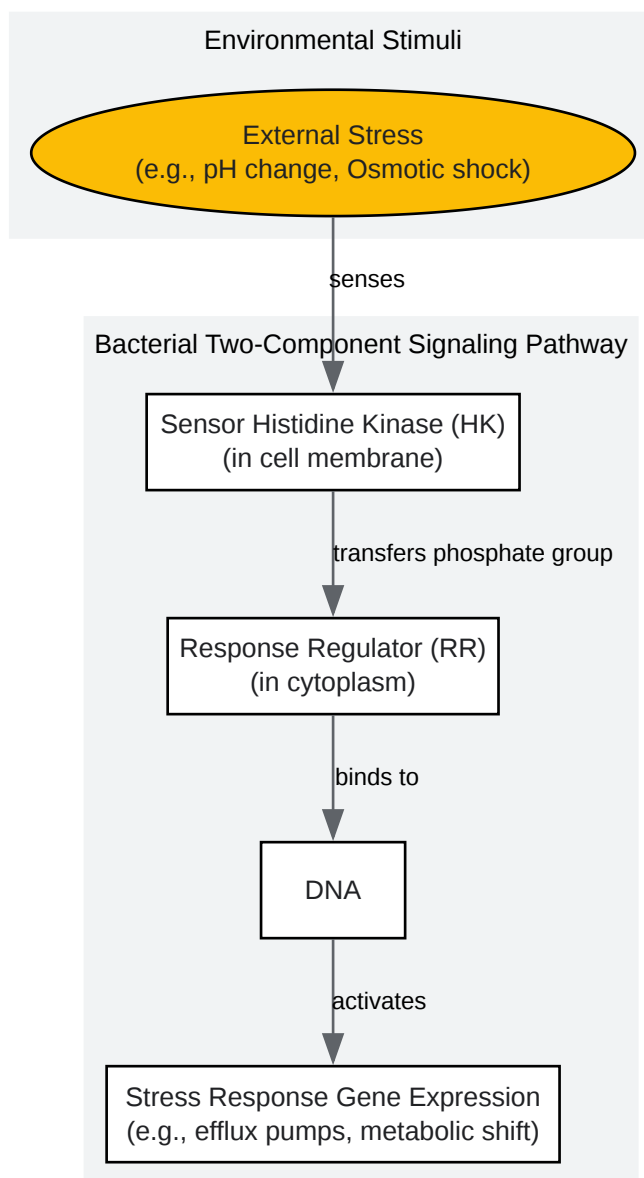 Environmental Stimuli
External Stress
(e.g., pH change, Osmotic shock)
senses
Bacterial Two-Component Signaling Pathway
Sensor Histidine Kinase (HK)
(in cell membrane)
transfers phosphate group
Response Regulator (RR)
(in cytoplasm)
binds to
DNA
activates
Stress Response Gene Expression
(e.g., efflux pumps, metabolic shift)